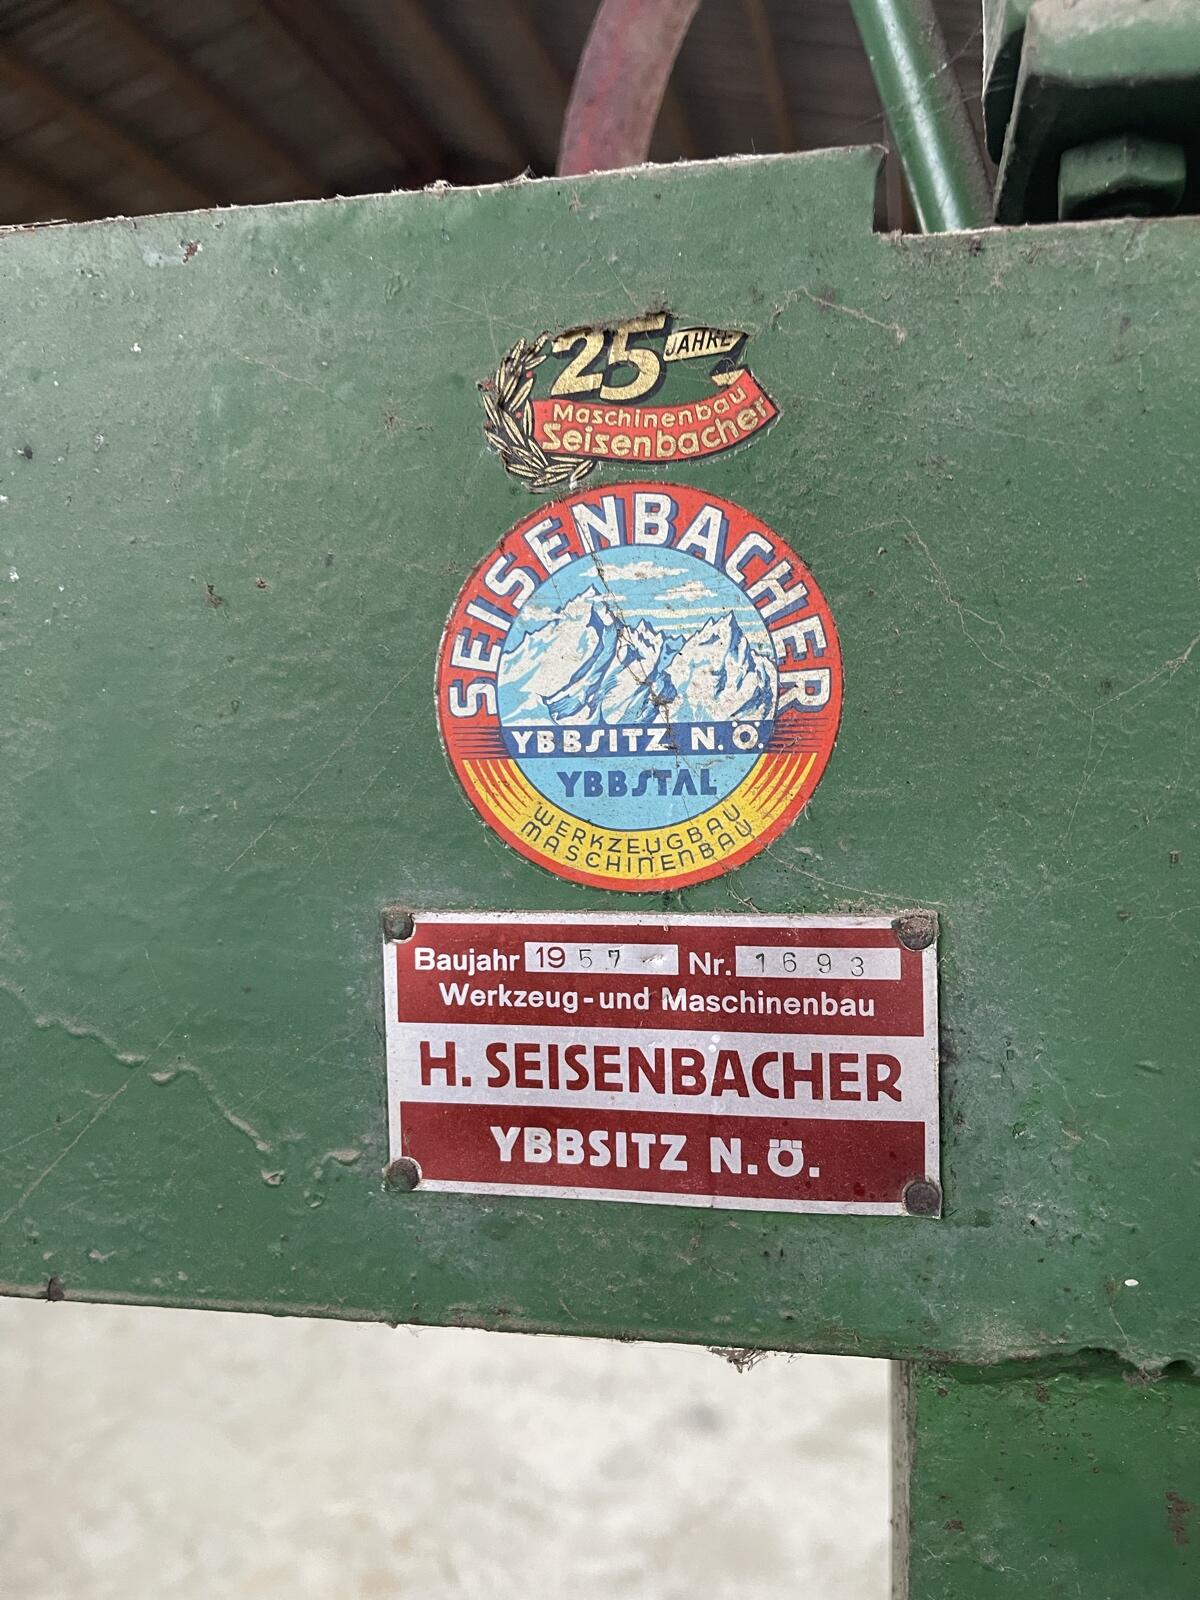 25 JAHRE
Maschinenbau
Seisenbacher
SEISENBACHER
YBBSITZ N.Ö.
YBBSTAL
WERKZEUGBAU
MASCHINENBAU
Baujahr 1957 Nr. 1693
Werkzeug-und Maschinenbau
H. SEISENBACHER
YBBSITZ N.Ö.